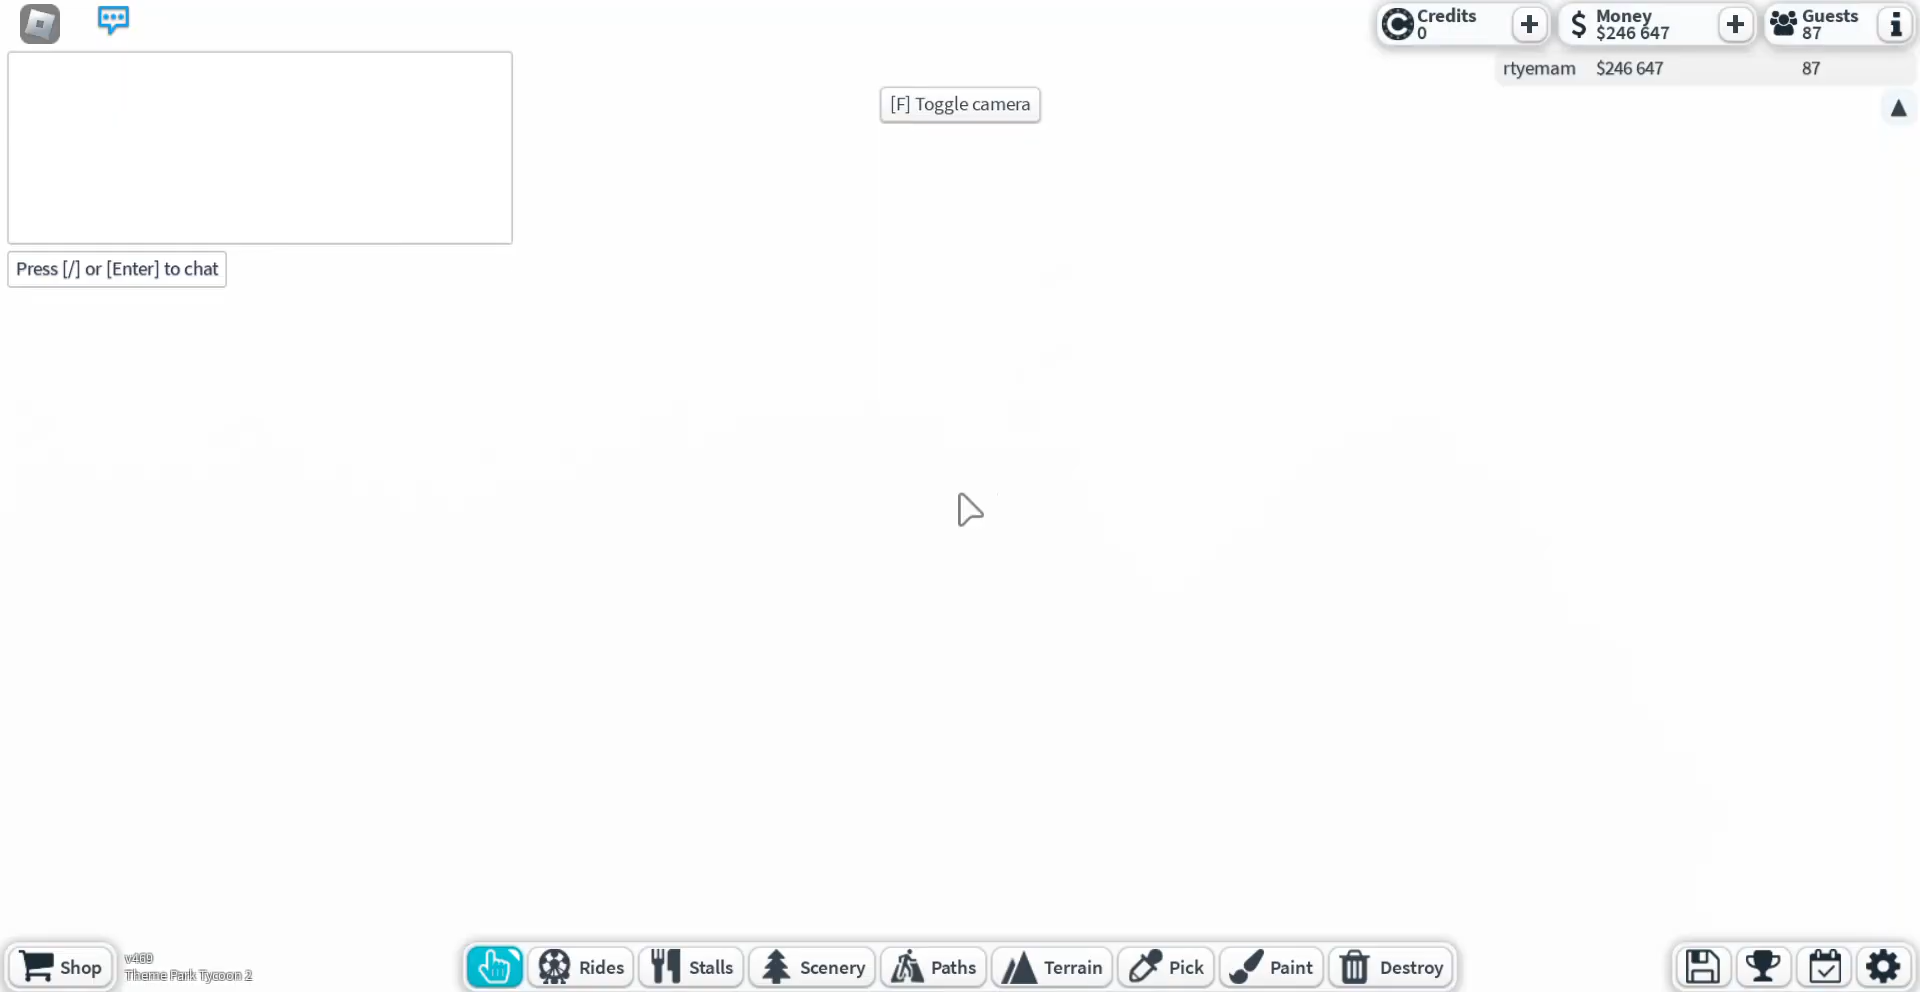 Credits
0
Money
$246 647
Guests
87
rtyemam $246 647 87
[F] Toggle camera
Press [/] or [Enter] to chat
Shop
v469
Theme Park Tycoon 2
Rides
Stalls
Scenery
Paths
Terrain
Pick
Paint
Destroy